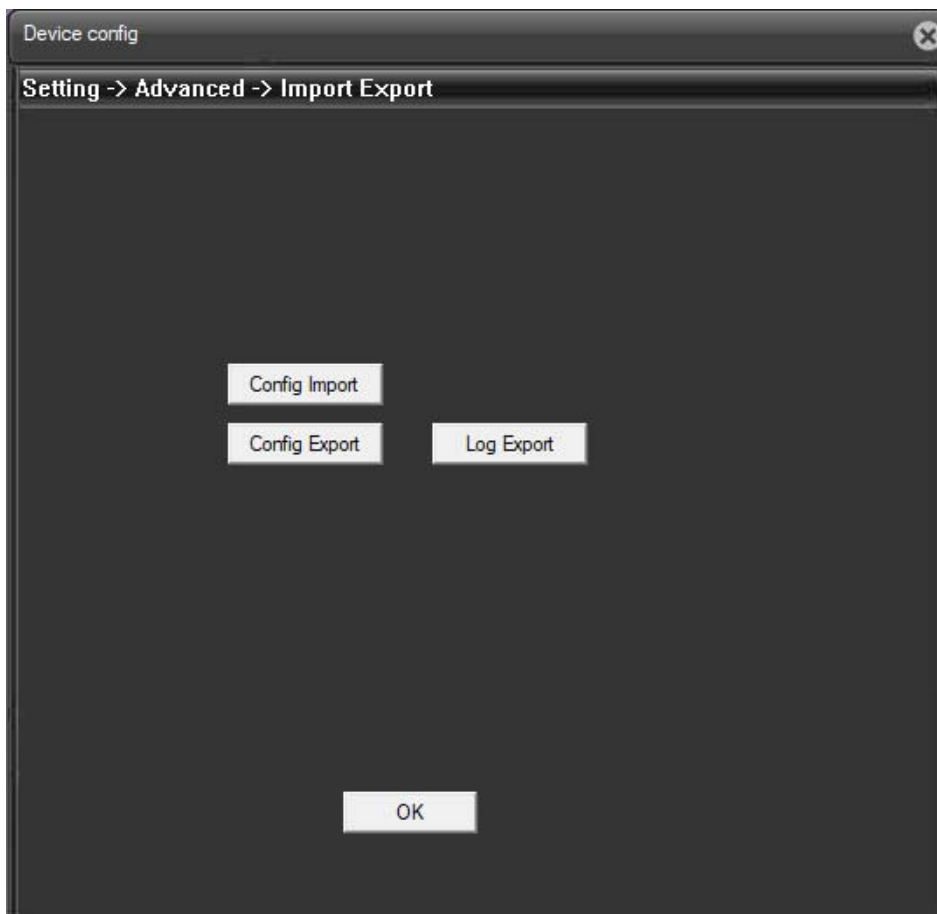 Device config
Setting -> Advanced -> Import Export
Config Import
Config Export
Log Export
OK